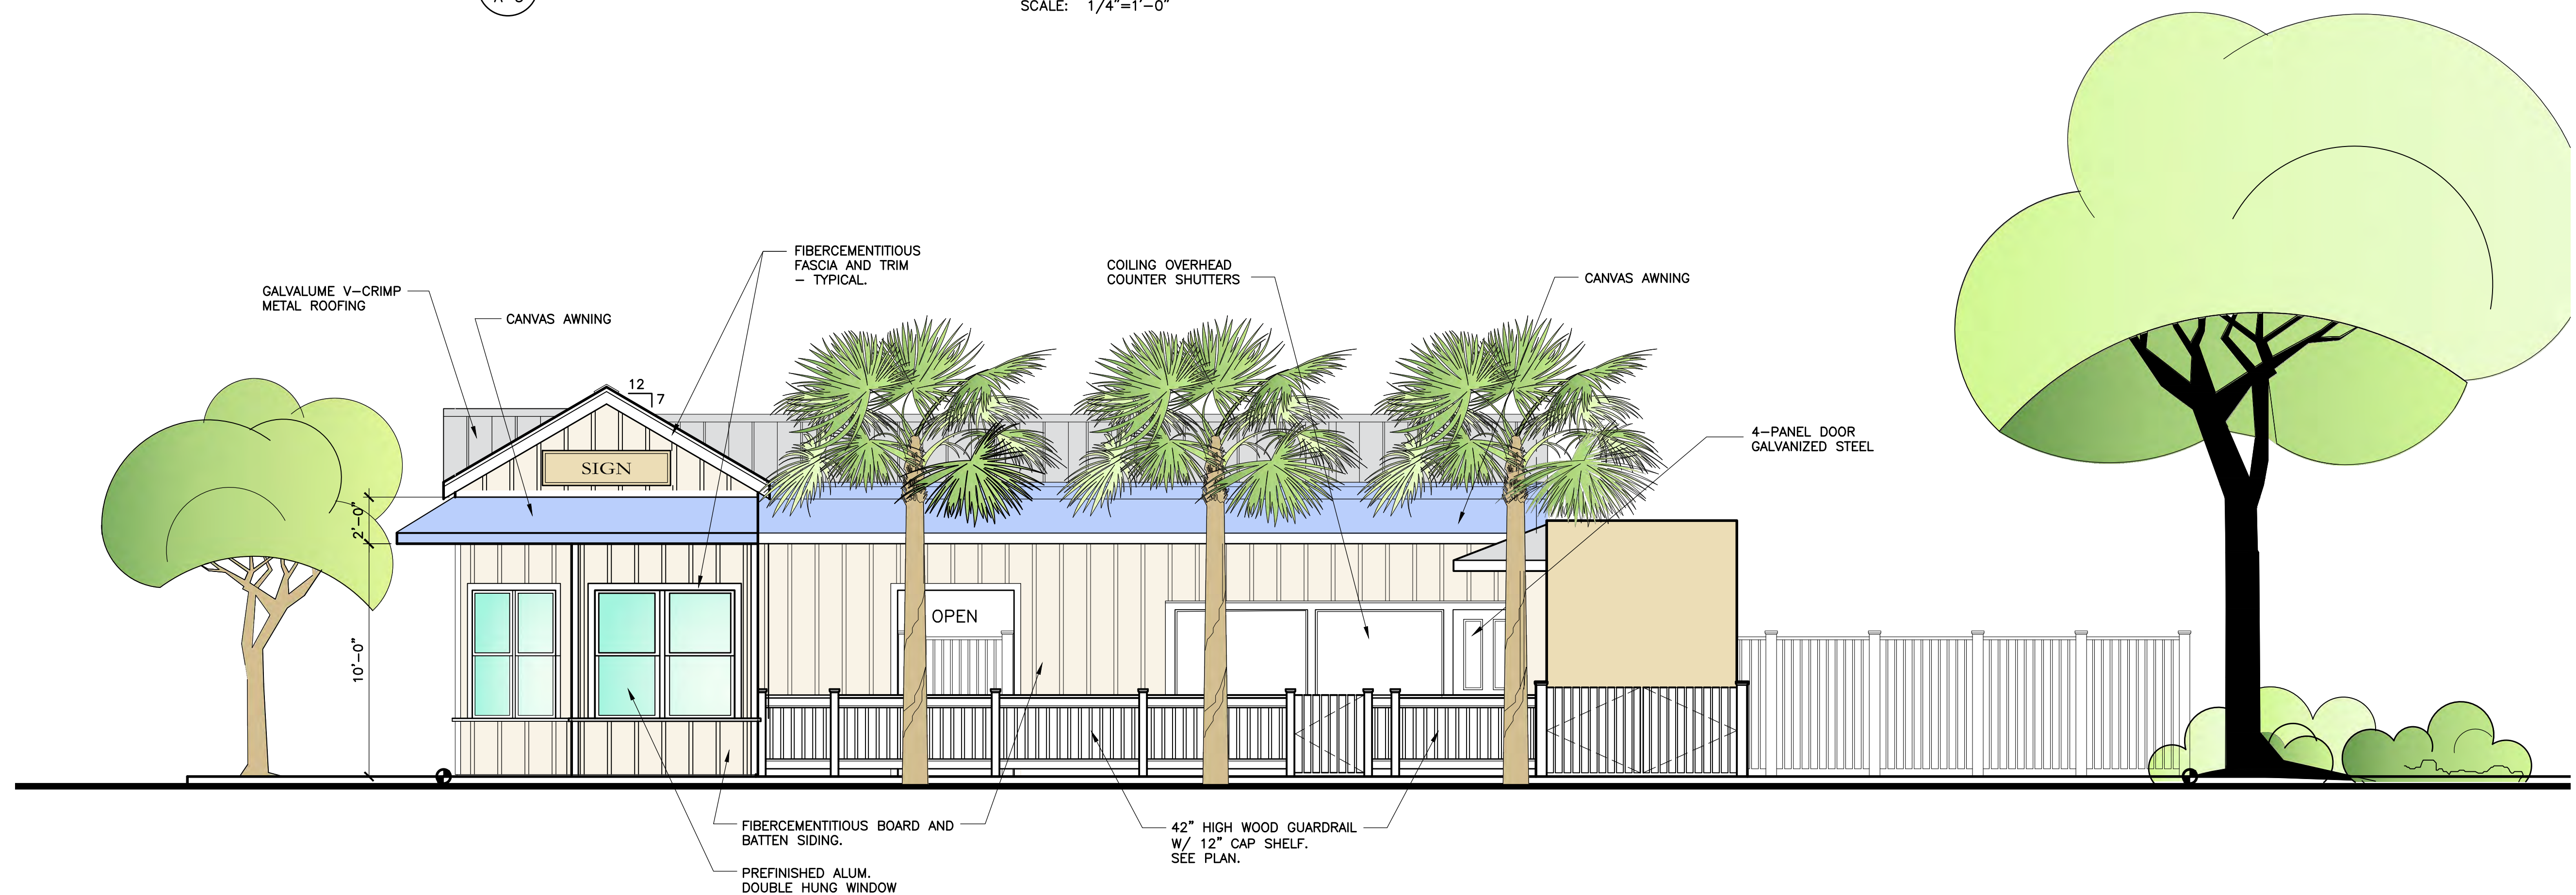 SCALE: 1/4"=1'-0"
FIBERCEMENTITIOUS
FASCIA AND TRIM
- TYPICAL.
COILING OVERHEAD
COUNTER SHUTTERS
CANVAS AWNING
GALVALUME V-CRIMP
METAL ROOFING
CANVAS AWNING
12
7
4-PANEL DOOR
GALVANIZED STEEL
SIGN
2'-0"
OPEN
10'-0"
FIBERCEMENTITIOUS BOARD AND
BATTEN SIDING.
42" HIGH WOOD GUARDRAIL
W/ 12" CAP SHELF.
SEE PLAN.
PREFINISHED ALUM.
DOUBLE HUNG WINDOW